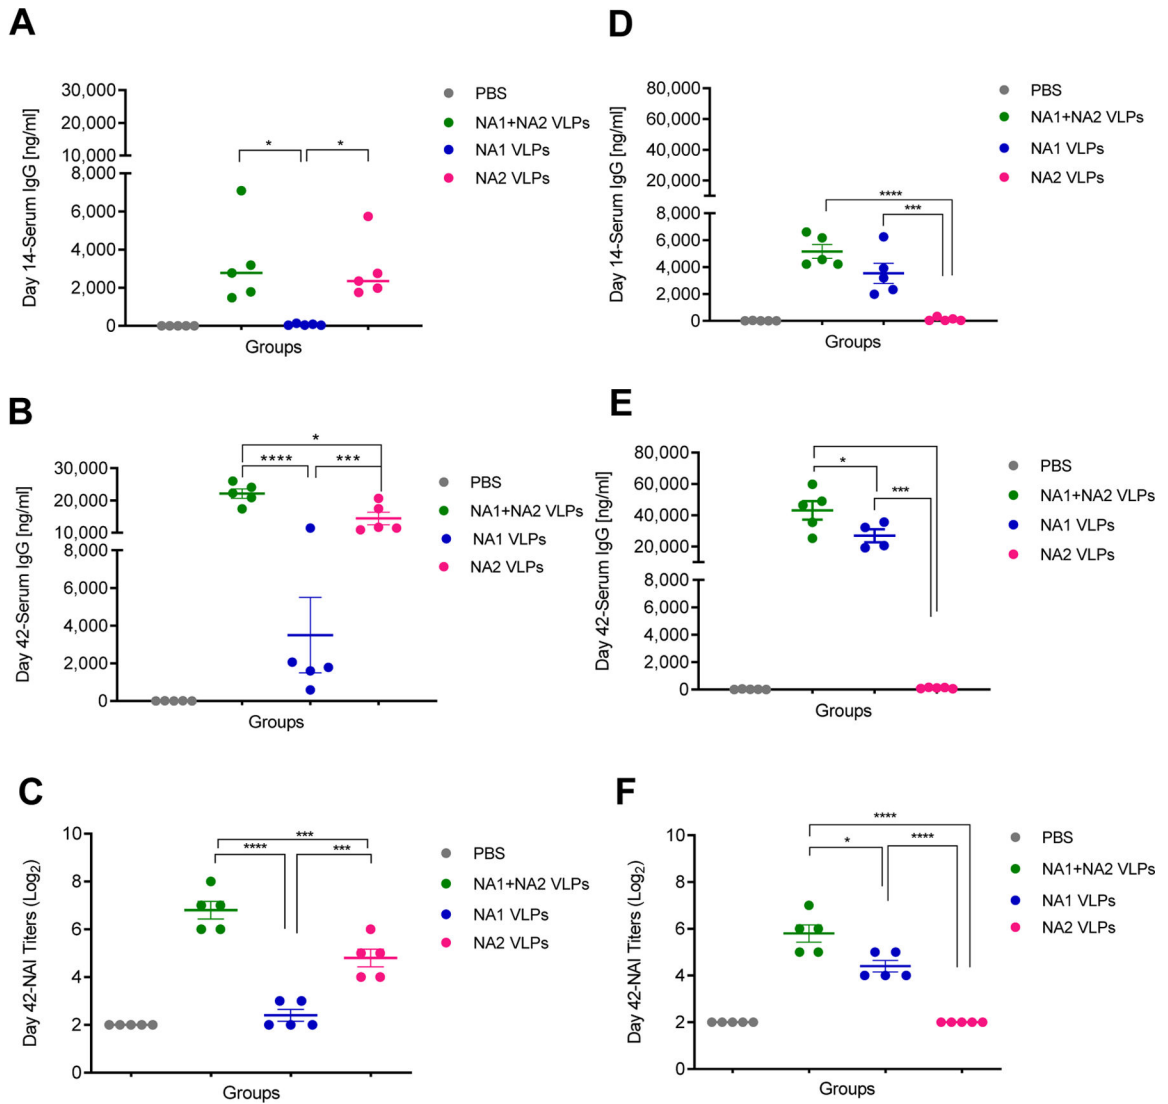 A
Day 14-Serum IgG [ng/ml]
30,000
20,000
10,000
8,000
6,000
4,000
2,000
0
* *
Groups
PBS
NA1+NA2 VLPs
NA1 VLPs
NA2 VLPs
D
Day 14-Serum IgG [ng/ml]
80,000
60,000
40,000
20,000
8,000
6,000
4,000
2,000
0
****
***
Groups
PBS
NA1+NA2 VLPs
NA1 VLPs
NA2 VLPs
B
Day 42-Serum IgG [ng/ml]
30,000
20,000
10,000
8,000
6,000
4,000
2,000
0
*
**** ***
Groups
PBS
NA1+NA2 VLPs
NA1 VLPs
NA2 VLPs
E
Day 42-Serum IgG [ng/ml]
80,000
60,000
40,000
20,000
8,000
6,000
4,000
2,000
0
*
***
Groups
PBS
NA1+NA2 VLPs
NA1 VLPs
NA2 VLPs
C
Day 42-NAI Titers (Log2)
10
8
6
4
2
0
***
**** ***
Groups
PBS
NA1+NA2 VLPs
NA1 VLPs
NA2 VLPs
F
Day 42-NAI Titers (Log2)
10
8
6
4
2
0
****
* ****
Groups
PBS
NA1+NA2 VLPs
NA1 VLPs
NA2 VLPs